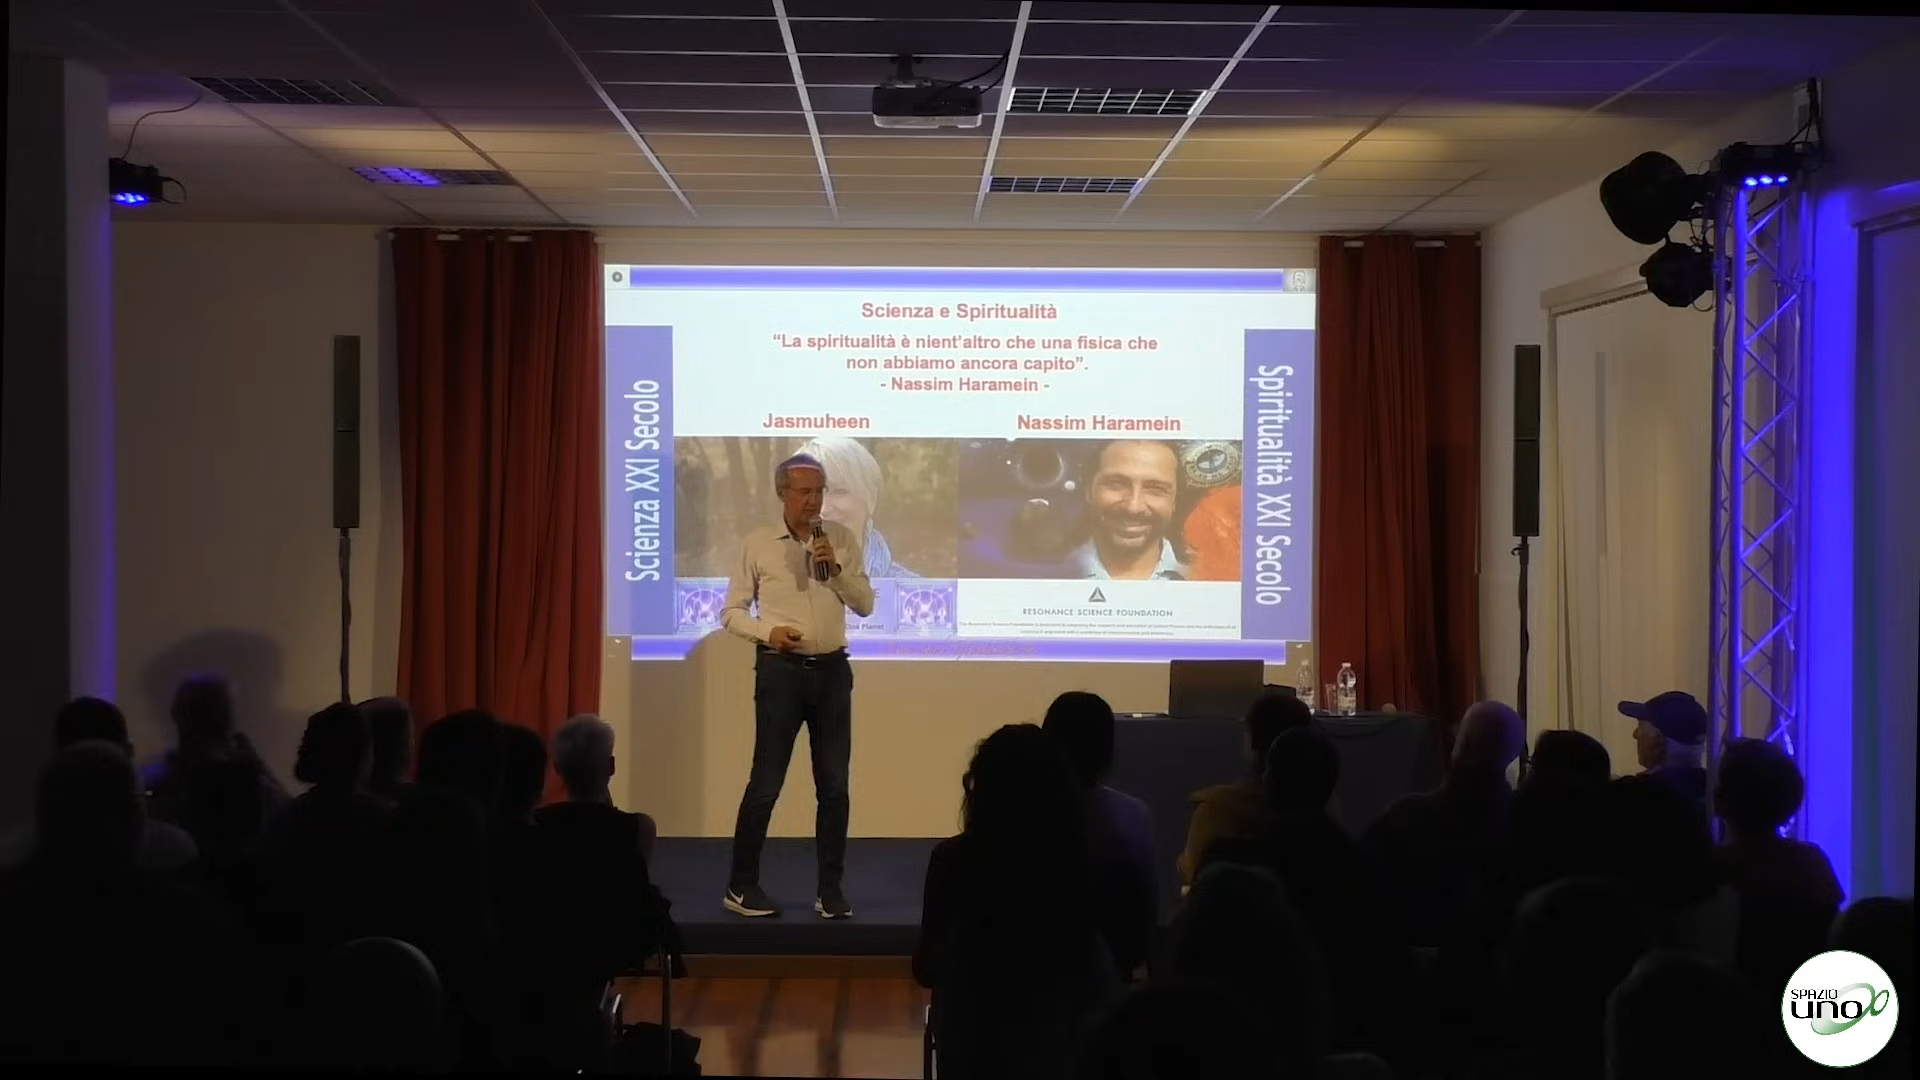 Scienza e Spiritualità
“La spiritualità è nient’altro che una fisica che
non abbiamo ancora capito”.
- Nassim Haramein -
Jasmuheen
Nassim Haramein
Scienza XXI Secolo
Spiritualità XXI Secolo
RESONANCE SCIENCE FOUNDATION
Planet
SPAZIO
uno